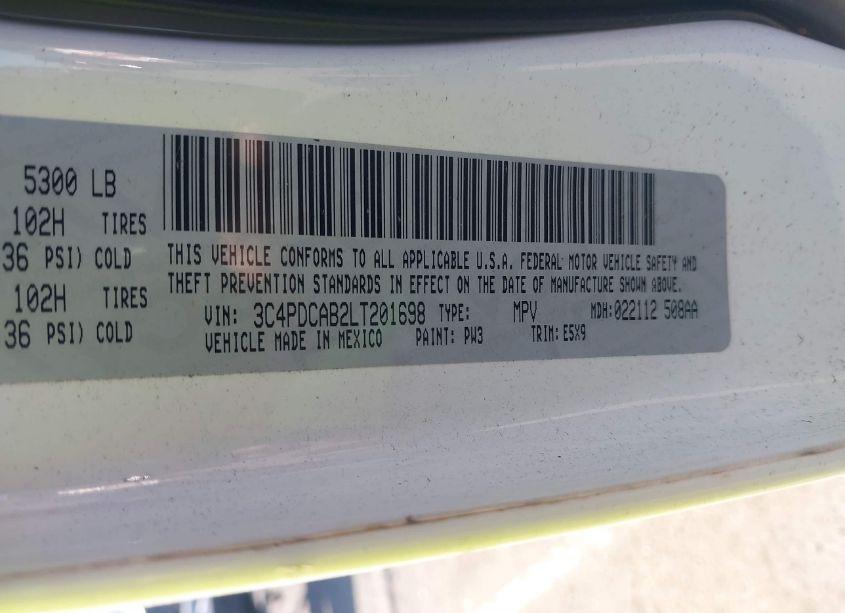 5300 LB
102H TIRES
36 PSI) COLD
102H TIRES
36 PSI) COLD
THIS VEHICLE CONFORMS TO ALL APPLICABLE U.S.A. FEDERAL MOTOR VEHICLE SAFETY AND
THEFT PREVENTION STANDARDS IN EFFECT ON THE DATE OF MANUFACTURE SHOWN ABOVE.
VIN: 3C4PDCAB2LT201698 TYPE: MPV MDH:022112 508AA
VEHICLE MADE IN MEXICO PAINT: PW3 TRIM: E5X9